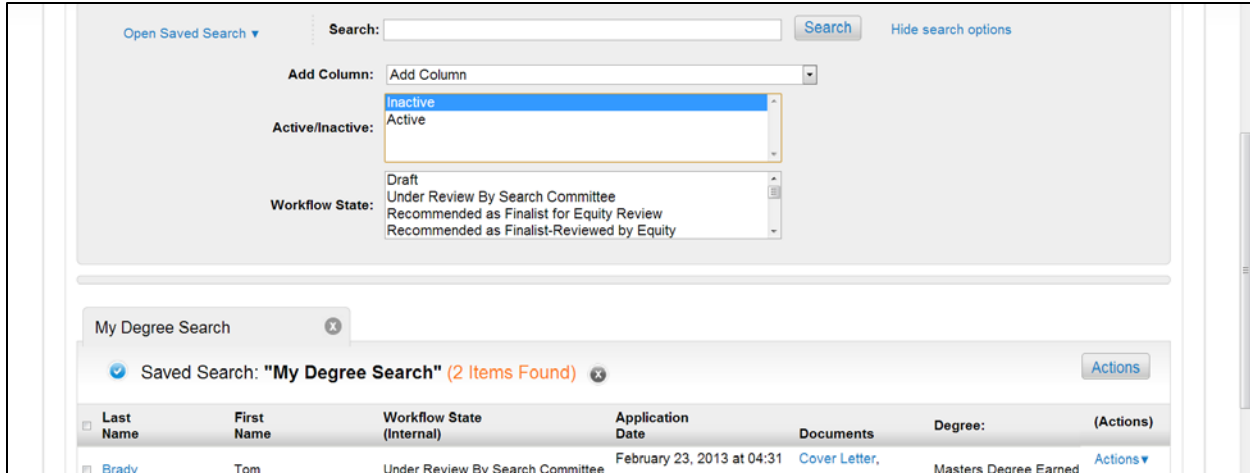 Open Saved Search ▼ Search: Search Hide search options
Add Column: Add Column
Active/Inactive: Inactive
Active
Workflow State: Draft
Under Review By Search Committee
Recommended as Finalist for Equity Review
Recommended as Finalist-Reviewed by Equity
My Degree Search
Saved Search: "My Degree Search" (2 Items Found) Actions
Last Name First Name Workflow State (Internal) Application Date Documents Degree: (Actions)
Brady Tom Under Review By Search Committee February 23, 2013 at 04:31 Cover Letter, Masters Degree Earned Actions▼